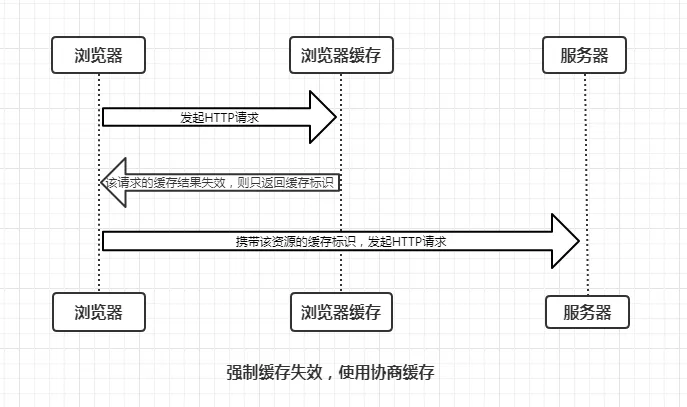 浏览器 浏览器缓存 服务器
发起HTTP请求
该请求的缓存结果失效，则只返回缓存标识
携带该资源的缓存标识，发起HTTP请求
浏览器 浏览器缓存 服务器
强制缓存失效，使用协商缓存